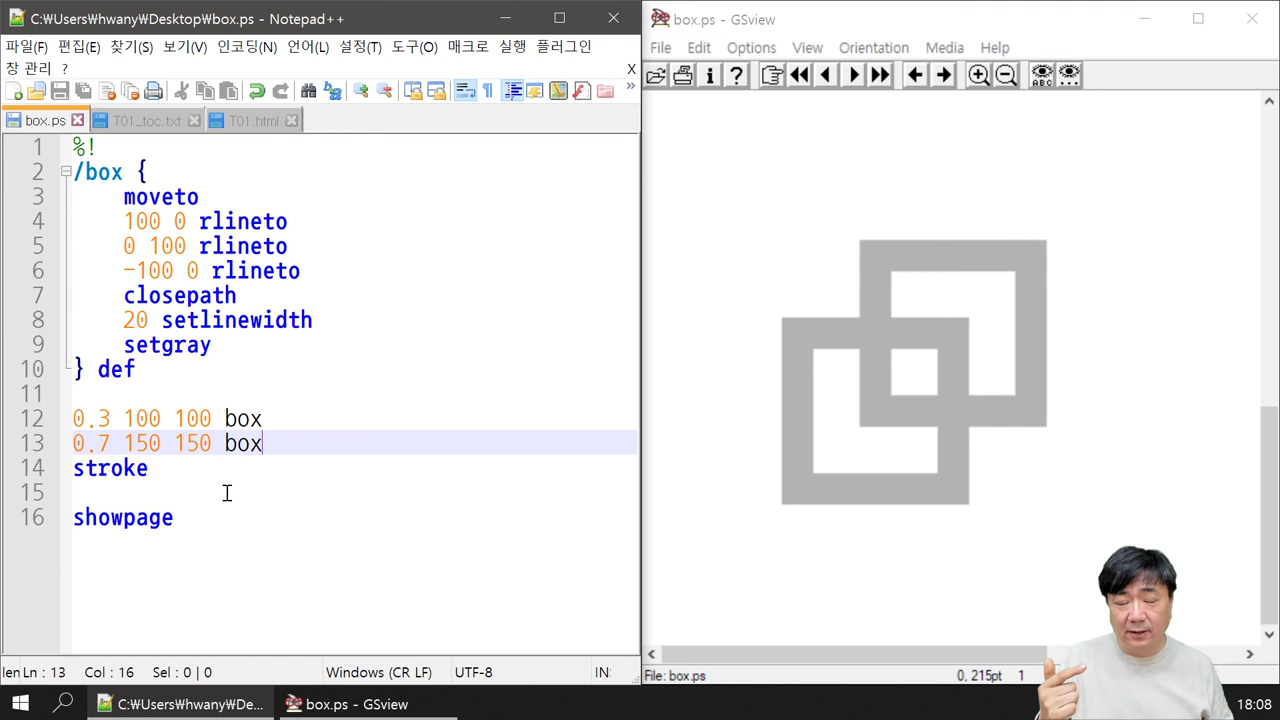 C:₩Users₩hwany₩Desktop₩box.ps - Notepad++
파일(F) 편집(E) 찾기(S) 보기(V) 인코딩(N) 언어(L) 설정(T) 도구(O) 매크로 실행 플러그인
창 관리 ? X
box.ps T01_toc.txt T01.html
1 %!
2 /box {
3 moveto
4 100 0 rlineto
5 0 100 rlineto
6 -100 0 rlineto
7 closepath
8 20 setlinewidth
9 setgray
10 } def
11
12 0.3 100 100 box
13 0.7 150 150 box
14 stroke
15
16 showpage
len Ln : 13 Col : 16 Sel : 0 | 0 Windows (CR LF) UTF-8 IN
box.ps - GSview
File Edit Options View Orientation Media Help
ABC
File: box.ps 0, 215pt 1
C:₩Users₩hwany₩De... box.ps - GSview 18:08